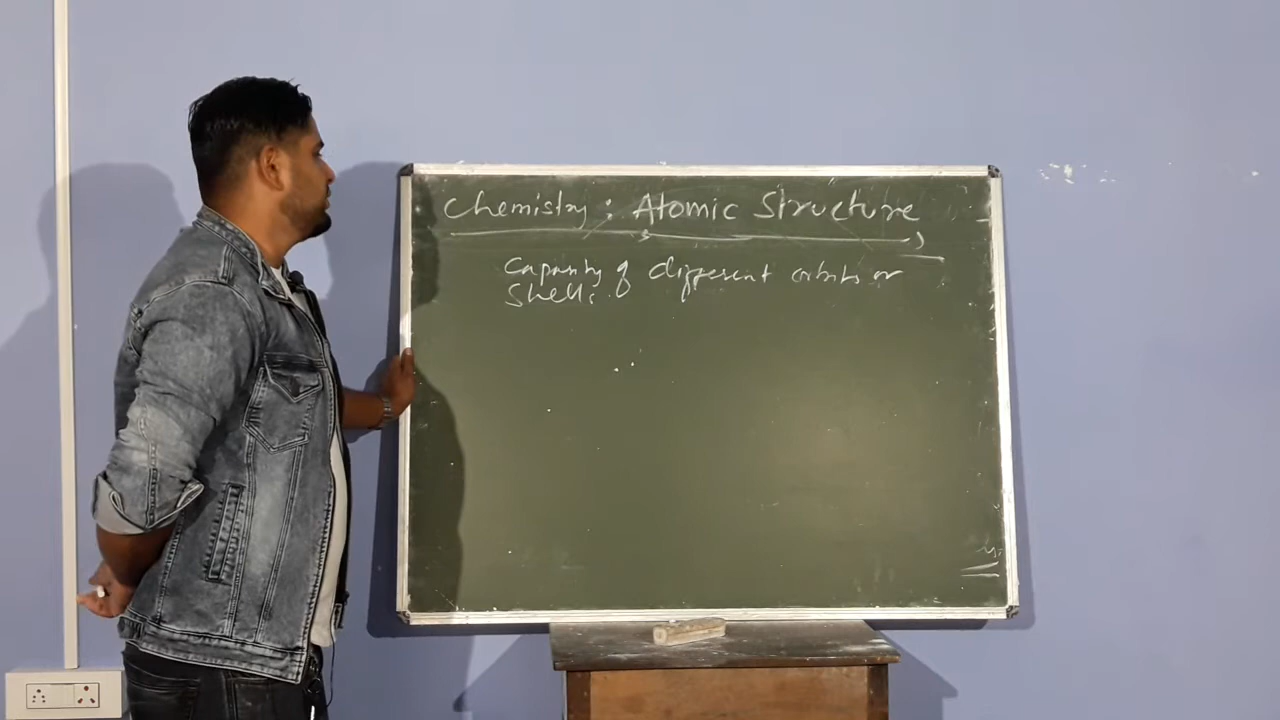 Chemistry : Atomic Structure
Capacity of different orbits or
Shells.